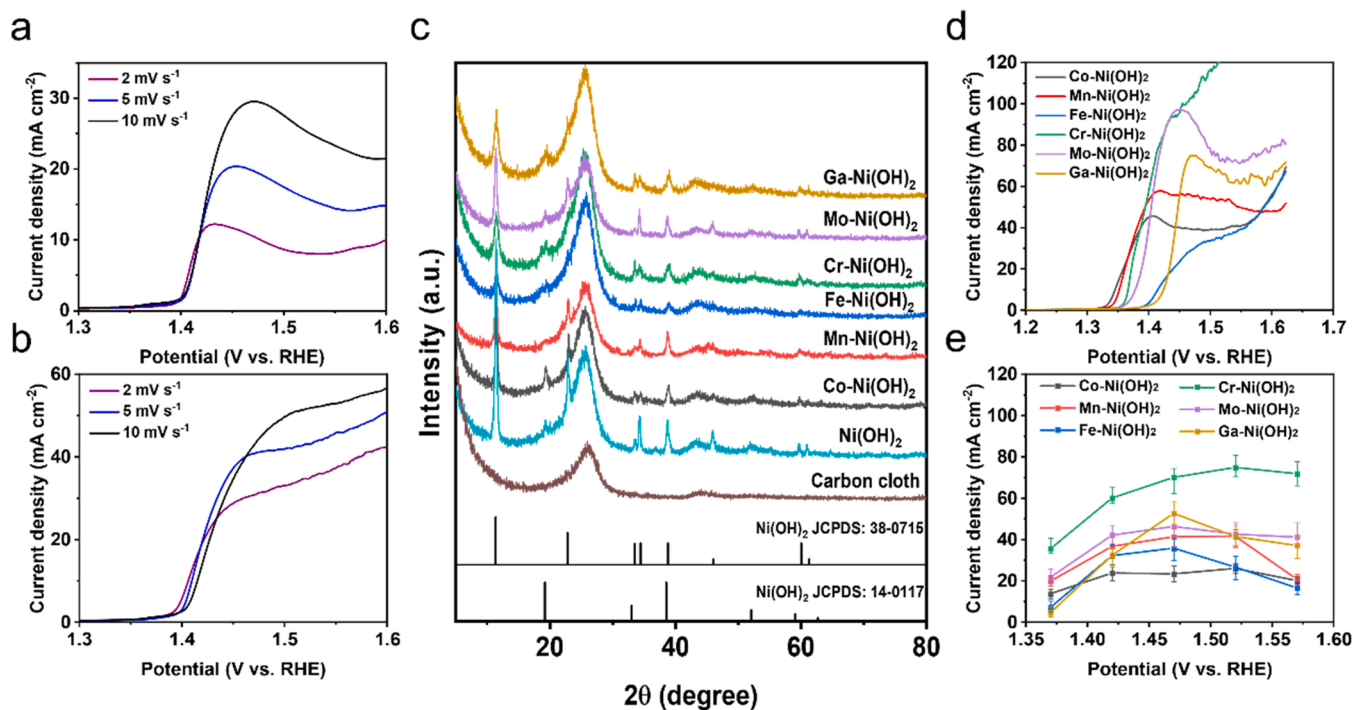 a
2 mV s⁻¹
5 mV s⁻¹
10 mV s⁻¹
Current density (mA cm⁻²)
30
20
10
0
1.3 1.4 1.5 1.6
Potential (V vs. RHE)
b
2 mV s⁻¹
5 mV s⁻¹
10 mV s⁻¹
Current density (mA cm⁻²)
60
40
20
0
1.3 1.4 1.5 1.6
Potential (V vs. RHE)
c
Intensity (a.u.)
Ga-Ni(OH)₂
Mo-Ni(OH)₂
Cr-Ni(OH)₂
Fe-Ni(OH)₂
Mn-Ni(OH)₂
Co-Ni(OH)₂
Ni(OH)₂
Carbon cloth
Ni(OH)₂ JCPDS: 38-0715
Ni(OH)₂ JCPDS: 14-0117
20 40 60 80
2θ (degree)
d
Co-Ni(OH)₂
Mn-Ni(OH)₂
Fe-Ni(OH)₂
Cr-Ni(OH)₂
Mo-Ni(OH)₂
Ga-Ni(OH)₂
Current density (mA cm⁻²)
120
100
80
60
40
20
0
1.2 1.3 1.4 1.5 1.6 1.7
Potential (V vs. RHE)
e
Co-Ni(OH)₂ Cr-Ni(OH)₂
Mn-Ni(OH)₂ Mo-Ni(OH)₂
Fe-Ni(OH)₂ Ga-Ni(OH)₂
Current density (mA cm⁻²)
120
100
80
60
40
20
0
1.35 1.40 1.45 1.50 1.55 1.60
Potential (V vs. RHE)